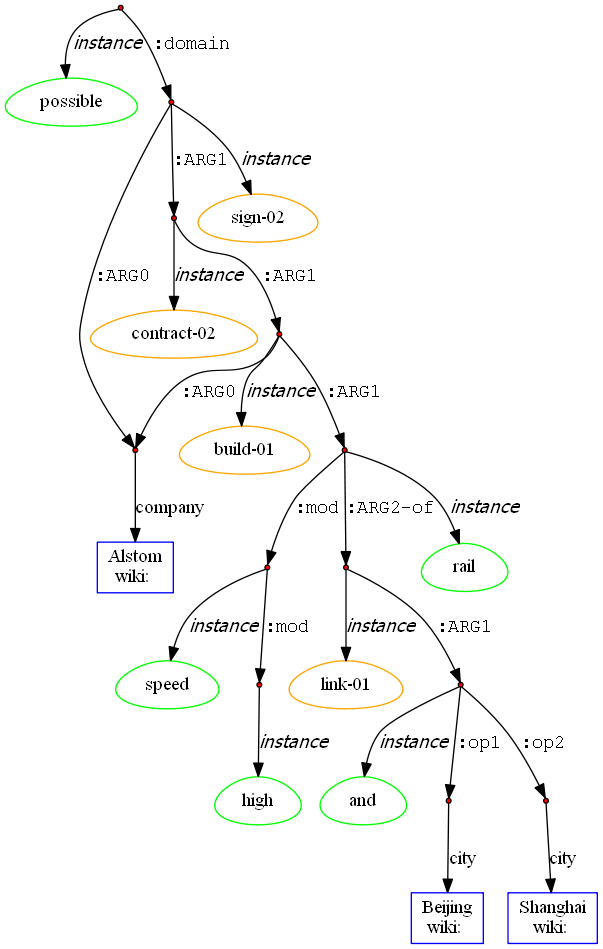 instance :domain
possible
:ARG1 instance
sign-02
:ARG0 instance :ARG1
contract-02
:ARG0 instance :ARG1
build-01
company :mod :ARG2-of instance
Alstom
wiki:
rail
instance :mod instance :ARG1
speed link-01
instance instance :op1 :op2
high and
city city
Beijing
wiki:
Shanghai
wiki: